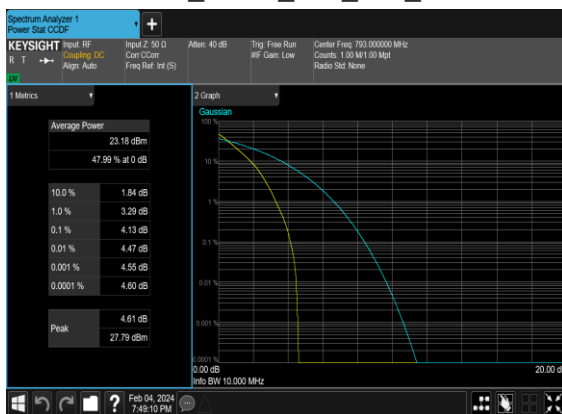 Spectrum Analyzer 1
Power Stat CCDF
KEYSIGHT
R T
Input: RF
Coupling: DC
Align: Auto
Input Z: 50 Ω
Corr CCorr
Freq Ref: Int (S)
Atten: 40 dB
Trig: Free Run
#IF Gain: Low
Center Freq: 793.000000 MHz
Counts: 1.00 M/1.00 Mpt
Radio Std: None
1 Metrics
Average Power
23.18 dBm
47.99 % at 0 dB
10.0 % 1.84 dB
1.0 % 3.29 dB
0.1 % 4.13 dB
0.01 % 4.47 dB
0.001 % 4.55 dB
0.0001 % 4.60 dB
Peak
4.61 dB
27.79 dBm
2 Graph
Gaussian
100 %
10 %
1 %
0.1 %
0.01 %
0.001 %
0.0001 %
0.00 dB
20.00 d
Info BW 10.000 MHz
?
Feb 04, 2024
7:49:10 PM